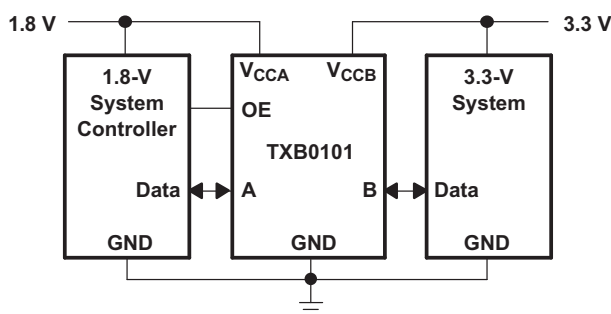 1.8 V
3.3 V
1.8-V
System
Controller
Data
GND
VCCA
VCCB
OE
TXB0101
A
B
GND
3.3-V
System
Data
GND